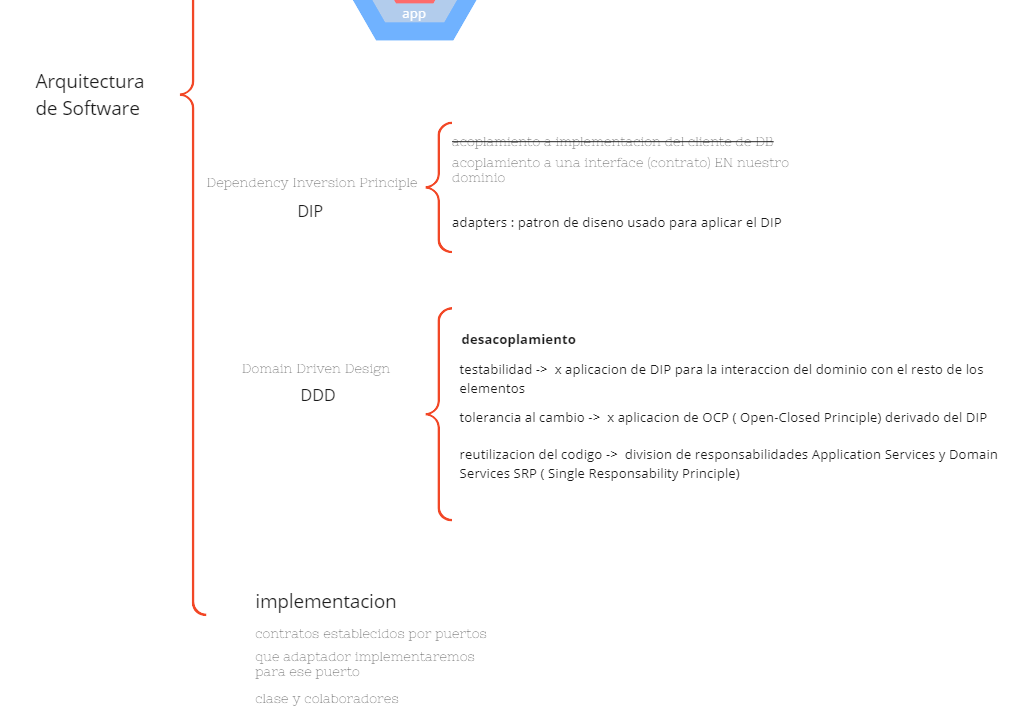 app
Arquitectura
de Software
acoplamiento a implementacion del cliente de DB
acoplamiento a una interface (contrato) EN nuestro
dominio
Dependency Inversion Principle
DIP
adapters : patron de diseno usado para aplicar el DIP
desacoplamiento
Domain Driven Design
DDD
testabilidad -> x aplicacion de DIP para la interaccion del dominio con el resto de los
elementos
tolerancia al cambio -> x aplicacion de OCP ( Open-Closed Principle) derivado del DIP
reutilizacion del codigo -> division de responsabilidades Application Services y Domain
Services SRP ( Single Responsability Principle)
implementacion
contratos establecidos por puertos
que adaptador implementaremos
para ese puerto
clase y colaboradores